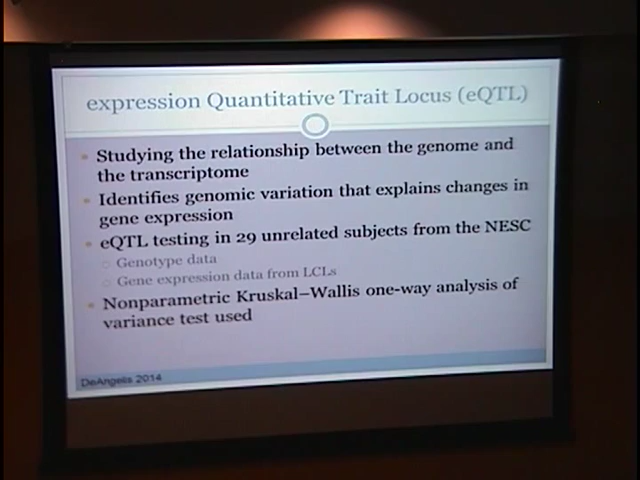 expression Quantitative Trait Locus (eQTL)
Studying the relationship between the genome and
the transcriptome
Identifies genomic variation that explains changes in
gene expression
eQTL testing in 29 unrelated subjects from the NESC
Genotype data
Gene expression data from LCLs
Nonparametric Kruskal–Wallis one-way analysis of
variance test used
DeAngelis 2014